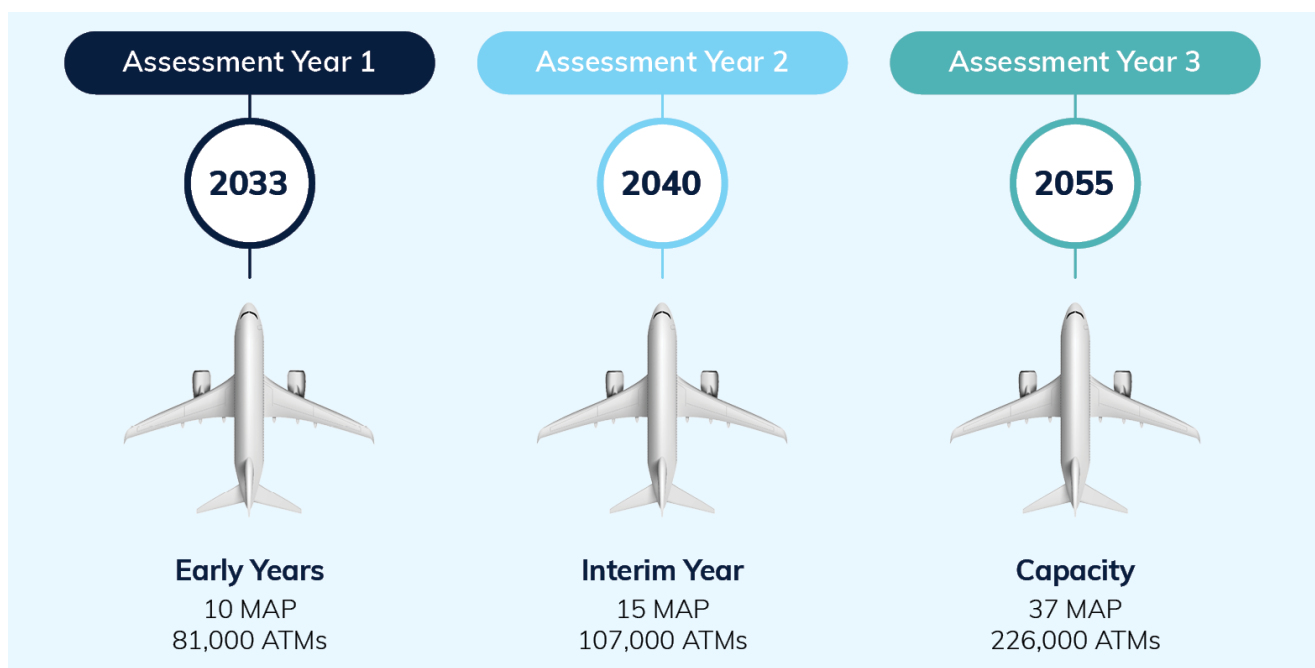 Assessment Year 1
2033
Early Years
10 MAP
81,000 ATMs
Assessment Year 2
2040
Interim Year
15 MAP
107,000 ATMs
Assessment Year 3
2055
Capacity
37 MAP
226,000 ATMs